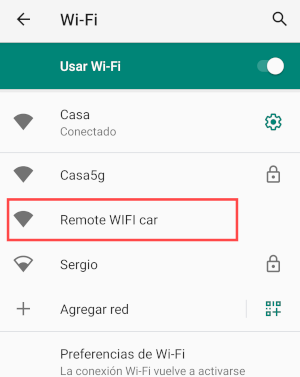 Wi-Fi
Usar Wi-Fi
Casa
Conectado
Casa5g
Remote WIFI car
Sergio
Agregar red
Preferencias de Wi-Fi
La conexión Wi-Fi vuelve a activarse